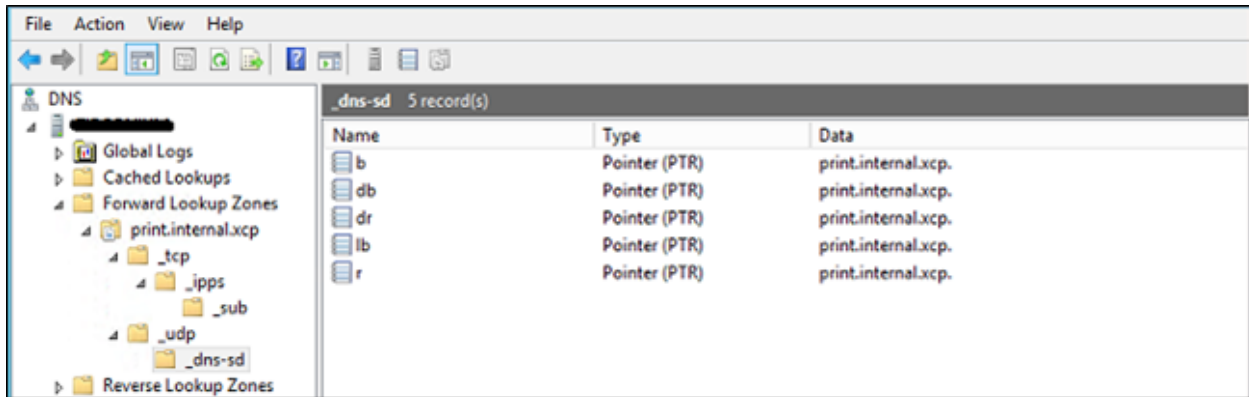 File Action View Help
DNS
Global Logs
Cached Lookups
Forward Lookup Zones
print.internal.xcp
_tcp
_ipps
_sub
_udp
_dns-sd
Reverse Lookup Zones
_dns-sd 5 record(s)
Name Type Data
b Pointer (PTR) print.internal.xcp.
db Pointer (PTR) print.internal.xcp.
dr Pointer (PTR) print.internal.xcp.
lb Pointer (PTR) print.internal.xcp.
r Pointer (PTR) print.internal.xcp.